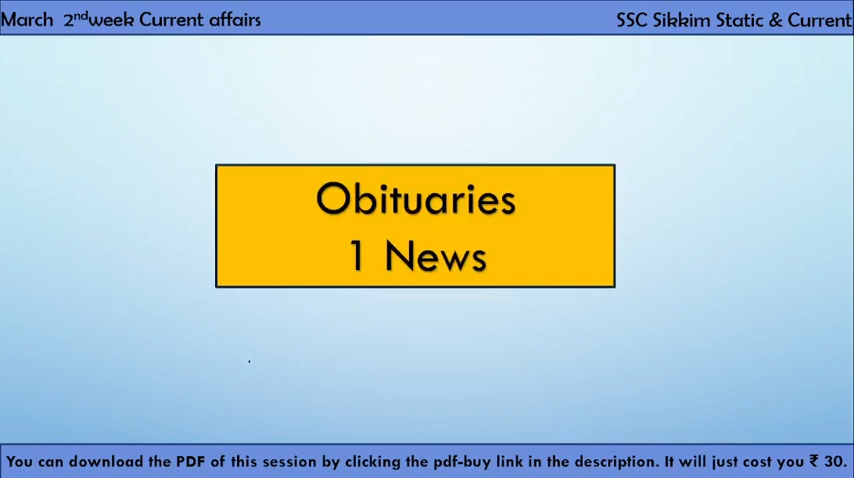 March 2ndweek Current affairs
SSC Sikkim Static & Current
Obituaries
1 News
You can download the PDF of this session by clicking the pdf-buy link in the description. It will just cost you ₹ 30.